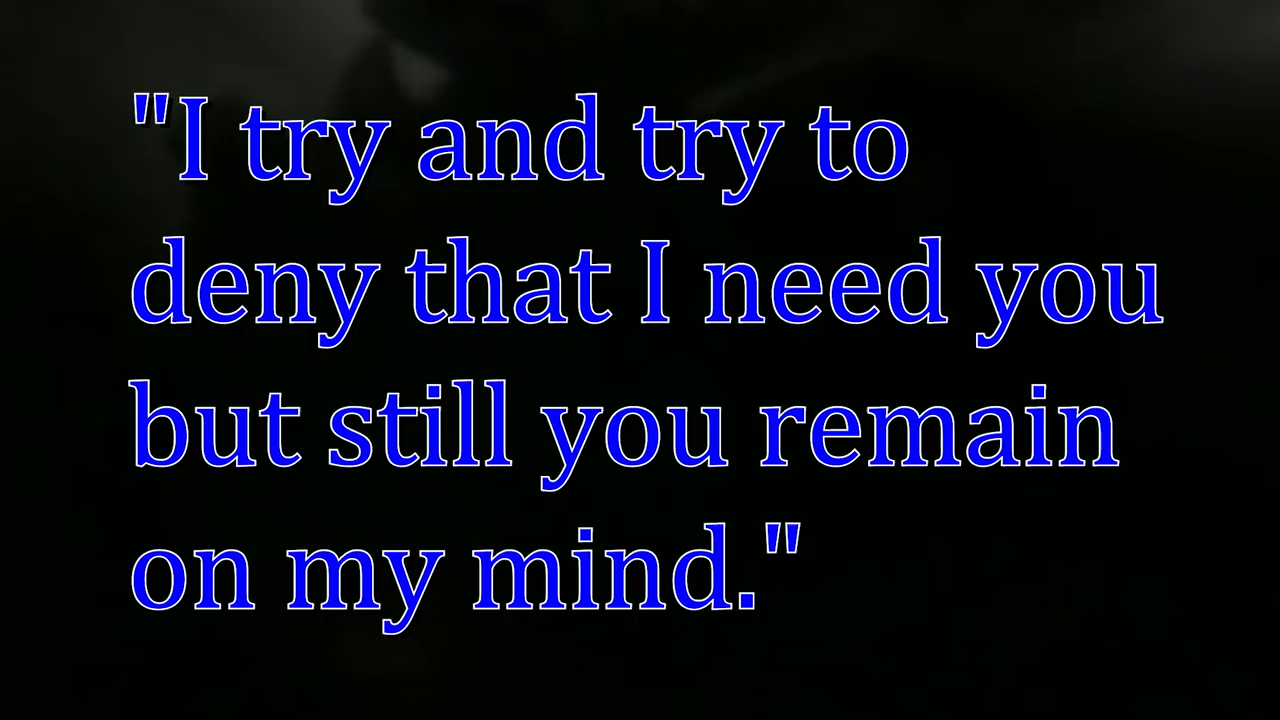 "I try and try to
deny that I need you
but still you remain
on my mind."